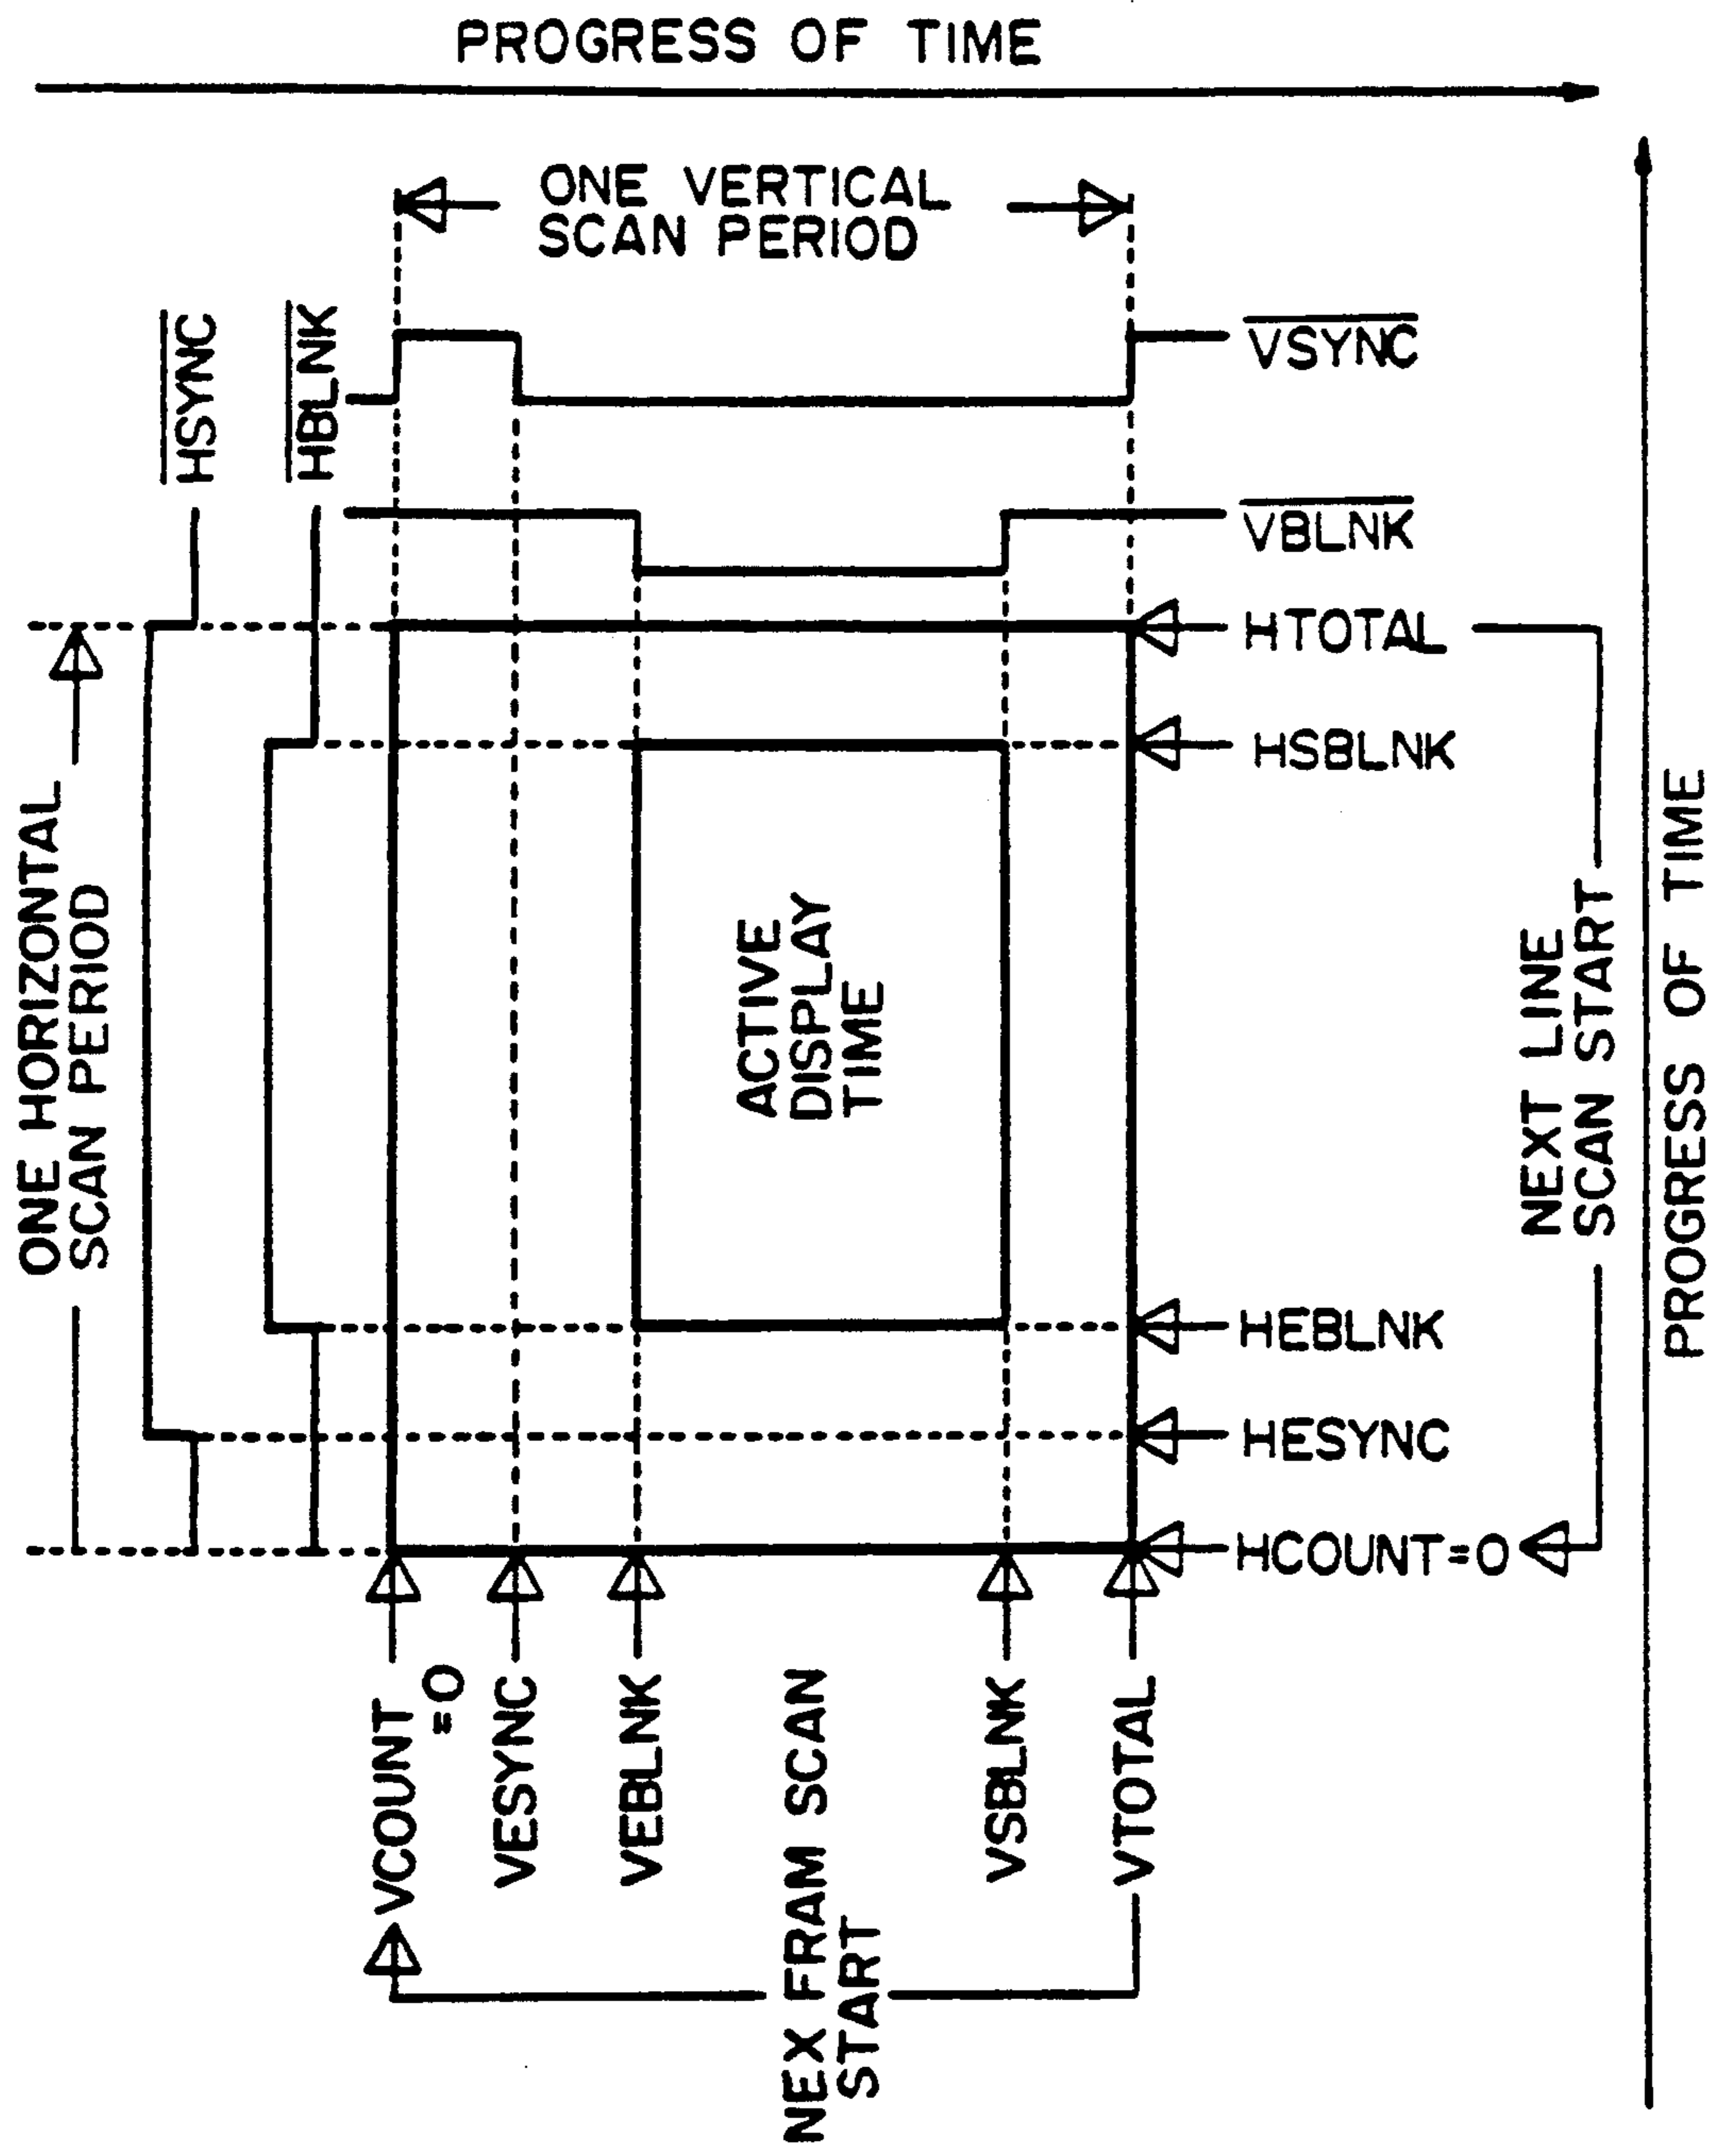 PROGRESS OF TIME
ONE VERTICAL
SCAN PERIOD
HSYNC
HBLNK
VSYNC
VBLNK
HTOTAL
HSBLNK
ONE HORIZONTAL
SCAN PERIOD
ACTIVE
DISPLAY
TIME
NEXT LINE
SCAN START
PROGRESS OF TIME
HEBLNK
HESYNC
HCOUNT=0
VCOUNT
=0
VESYNC
VEBLNK
NEX FRAM SCAN
START
VSBLNK
VTOTAL